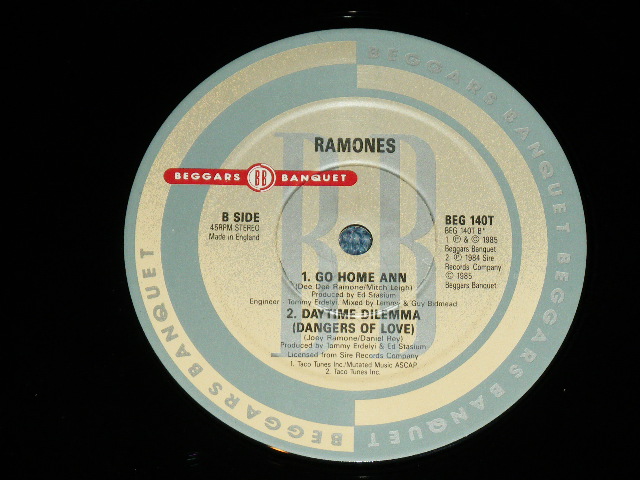 BEGGARS BANQUET BEGGARS BANQUET
BEGGARS BANQUET BEGGARS BANQUET
RAMONES
BEGGARS BB BANQUET
B SIDE
45RPM STEREO
Made in England
BEG 140T
BEG 140T B*
1. ℗ & © 1985
Beggars Banquet
2. ℗ 1984 Sire
Records Company
© 1985
Beggars Banquet
1. GO HOME ANN
(Dee Dee Ramone/Mitch Leigh)
Produced by Ed Stasium
Engineer Tommy Erdelyi, Mixed by Lemmy & Guy Bidmead
2. DAYTIME DILEMMA
(DANGERS OF LOVE)
(Joey Ramone/Daniel Rey)
Produced by Tommy Erdelyi & Ed Stasium
Licensed from Sire Records Company
1. Taco Tunes Inc./Mutated Music ASCAP
2. Taco Tunes Inc.